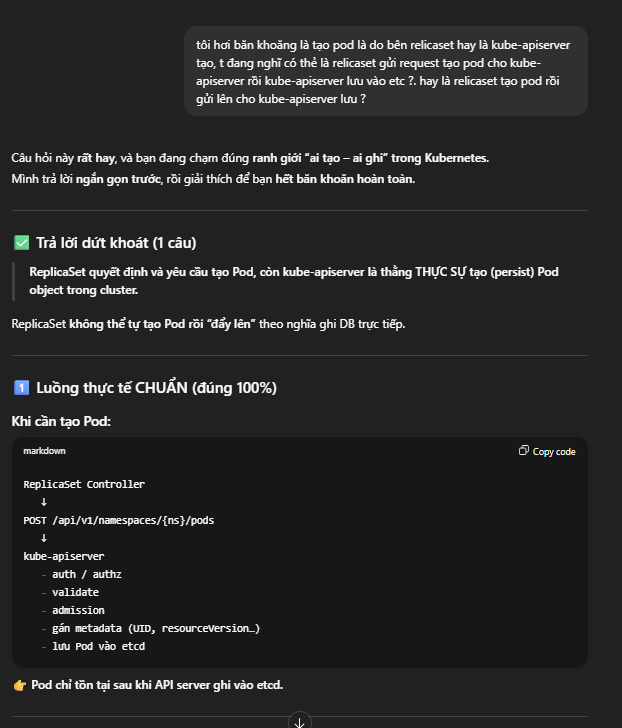 tôi hơi băn khoăng là tạo pod là do bên relicaset hay là kube-apiserver
tạo, t đang nghĩ có thẻ là relicaset gửi request tạo pod cho kube-
apiserver rồi kube-apiserver lưu vào etc ?. hay là relicaset tạo pod rồi
gửi lên cho kube-apiserver lưu ?
Câu hỏi này rất hay, và bạn đang chạm đúng ranh giới "ai tạo – ai ghi" trong Kubernetes.
Mình trả lời ngắn gọn trước, rồi giải thích để bạn hết băn khoăn hoàn toàn.
✅ Trả lời dứt khoát (1 câu)
ReplicaSet quyết định và yêu cầu tạo Pod, còn kube-apiserver là thằng THỰC SỰ tạo (persist) Pod
object trong cluster.
ReplicaSet không thể tự tạo Pod rồi "đẩy lên" theo nghĩa ghi DB trực tiếp.
1️⃣ Luồng thực tế CHUẨN (đúng 100%)
Khi cần tạo Pod:
markdown Copy code
ReplicaSet Controller
↓
POST /api/v1/namespaces/{ns}/pods
↓
kube-apiserver
- auth / authz
- validate
- admission
- gán metadata (UID, resourceVersion…)
- lưu Pod vào etcd
👉 Pod chỉ tồn tại sau khi API server ghi vào etcd.